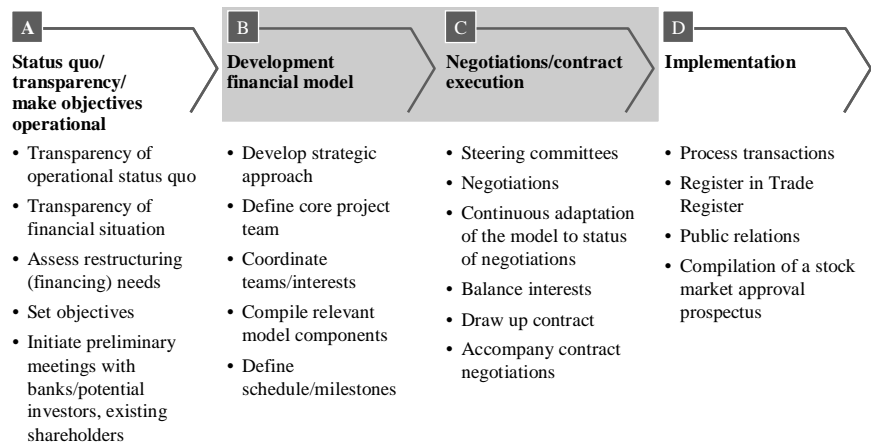 A
Status quo/
transparency/
make objectives
operational
• Transparency of
operational status quo
• Transparency of
financial situation
• Assess restructuring
(financing) needs
• Set objectives
• Initiate preliminary
meetings with
banks/potential
investors, existing
shareholders
B
Development
financial model
• Develop strategic
approach
• Define core project
team
• Coordinate
teams/interests
• Compile relevant
model components
• Define
schedule/milestones
C
Negotiations/contract
execution
• Steering committees
• Negotiations
• Continuous adaptation
of the model to status
of negotiations
• Balance interests
• Draw up contract
• Accompany contract
negotiations
D
Implementation
• Process transactions
• Register in Trade
Register
• Public relations
• Compilation of a stock
market approval
prospectus